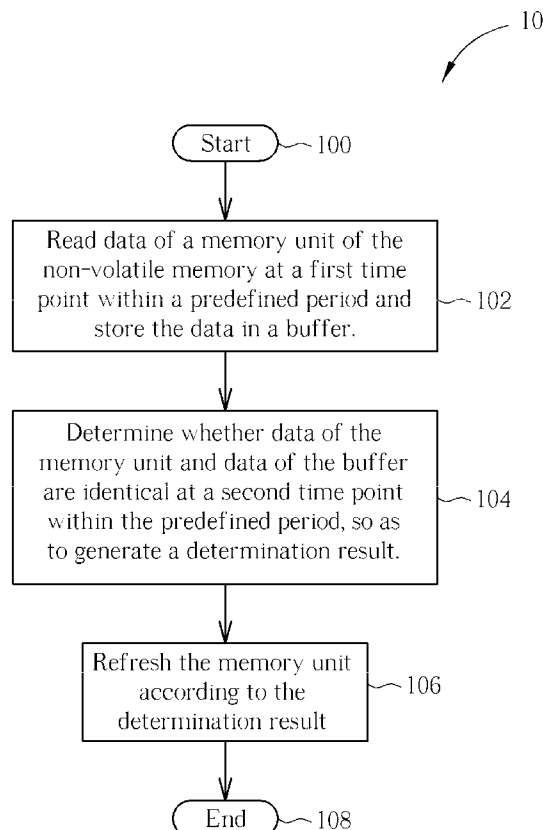 10
Start
100
Read data of a memory unit of the
non-volatile memory at a first time
point within a predefined period and
store the data in a buffer.
102
Determine whether data of the
memory unit and data of the buffer
are identical at a second time point
within the predefined period, so as
to generate a determination result.
104
Refresh the memory unit
according to the
determination result
106
End
108